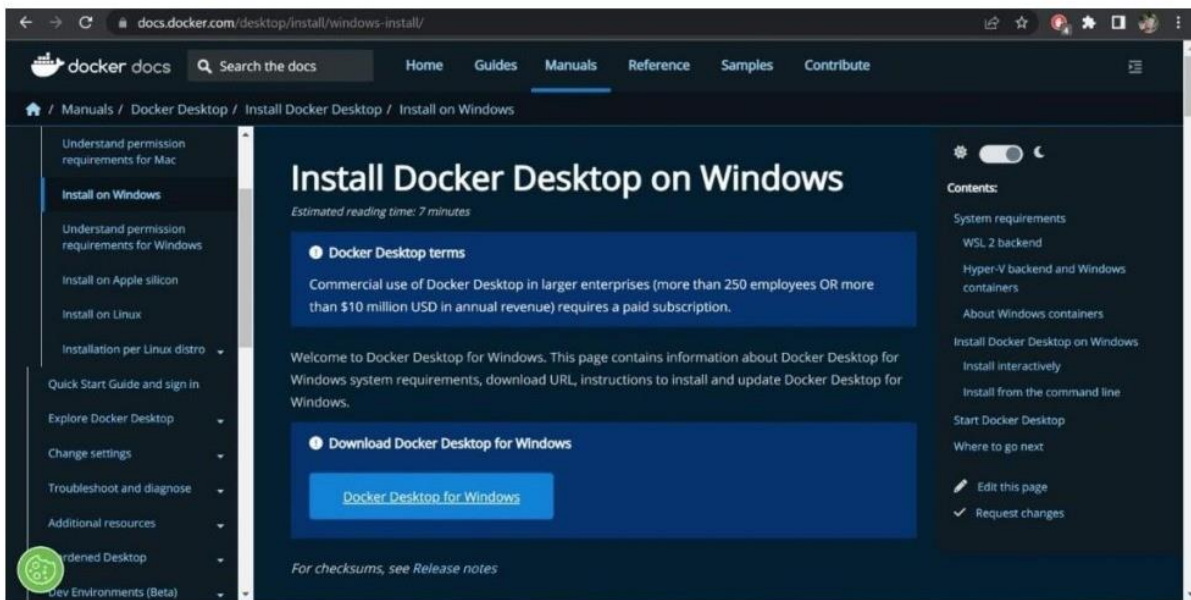 docs.docker.com/desktop/install/windows-install/
docker docs
Search the docs
Home
Guides
Manuals
Reference
Samples
Contribute
/ Manuals / Docker Desktop / Install Docker Desktop / Install on Windows
Understand permission
requirements for Mac
Install on Windows
Understand permission
requirements for Windows
Install on Apple silicon
Install on Linux
Installation per Linux distro
Quick Start Guide and sign in
Explore Docker Desktop
Change settings
Troubleshoot and diagnose
Additional resources
Desktop
Dev Environments (Beta)
Install Docker Desktop on Windows
Estimated reading time: 7 minutes
Docker Desktop terms
Commercial use of Docker Desktop in larger enterprises (more than 250 employees OR more
than $10 million USD in annual revenue) requires a paid subscription.
Welcome to Docker Desktop for Windows. This page contains information about Docker Desktop for
Windows system requirements, download URL, instructions to install and update Docker Desktop for
Windows.
Download Docker Desktop for Windows
Docker Desktop for Windows
For checksums, see Release notes
Contents:
System requirements
WSL 2 backend
Hyper-V backend and Windows
containers
About Windows containers
Install Docker Desktop on Windows
Install interactively
Install from the command line
Start Docker Desktop
Where to go next
Edit this page
Request changes